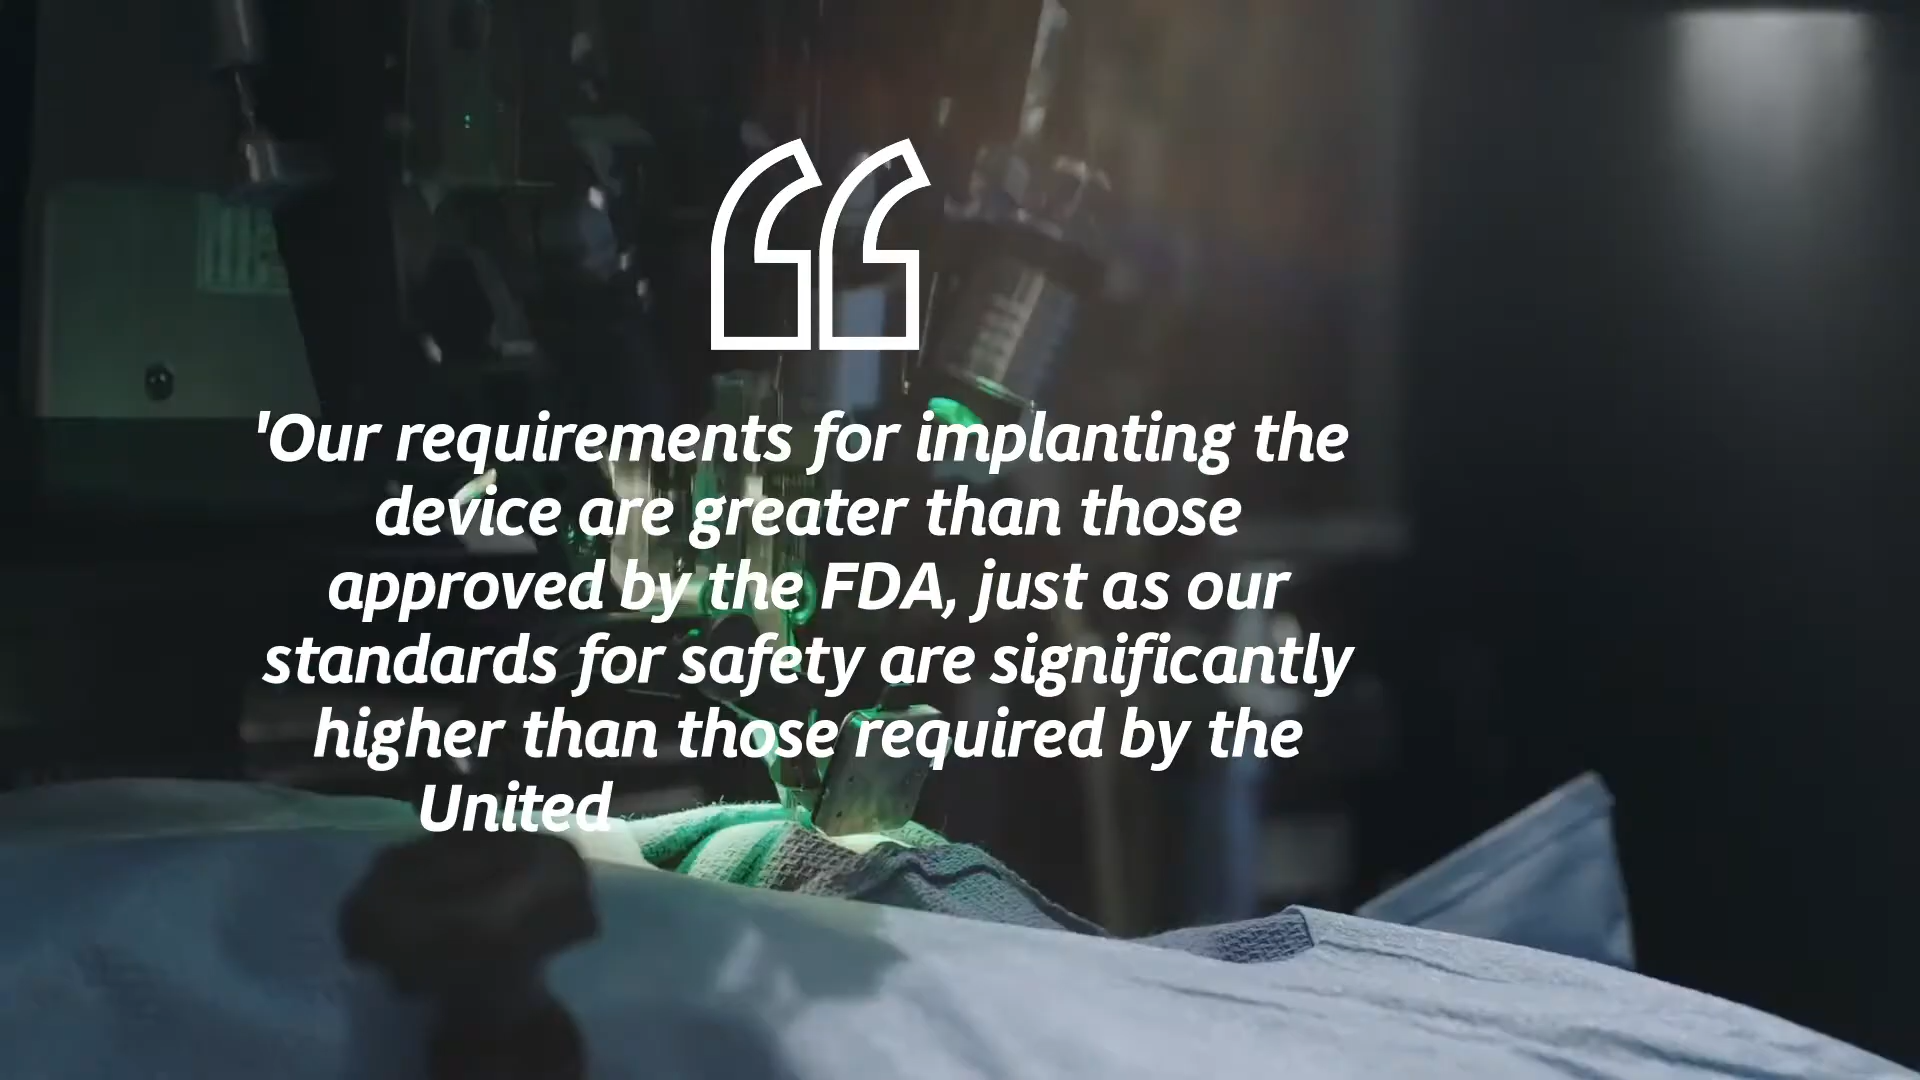 'Our requirements for implanting the
device are greater than those
approved by the FDA, just as our
standards for safety are significantly
higher than those required by the
United